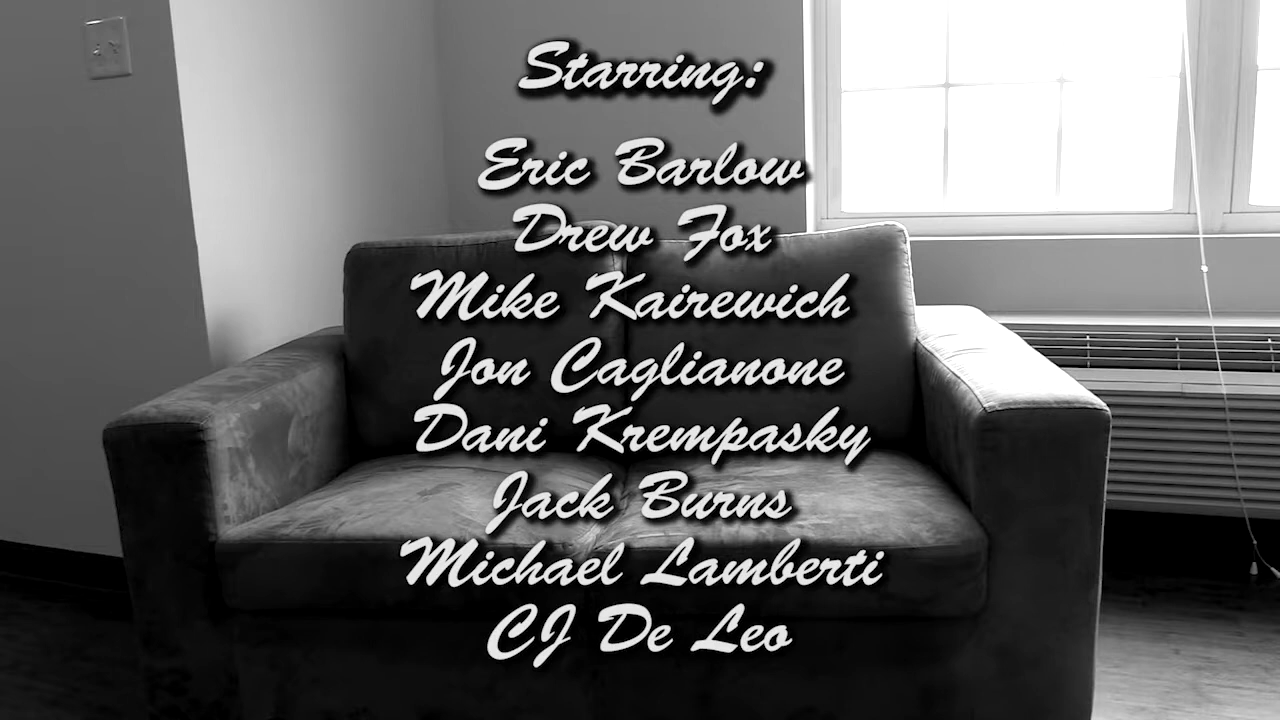 Starring:
Eric Barlow
Drew Fox
Mike Kairewich
Jon Caglianone
Dani Krempasky
Jack Burns
Michael Lamberti
CJ De Leo